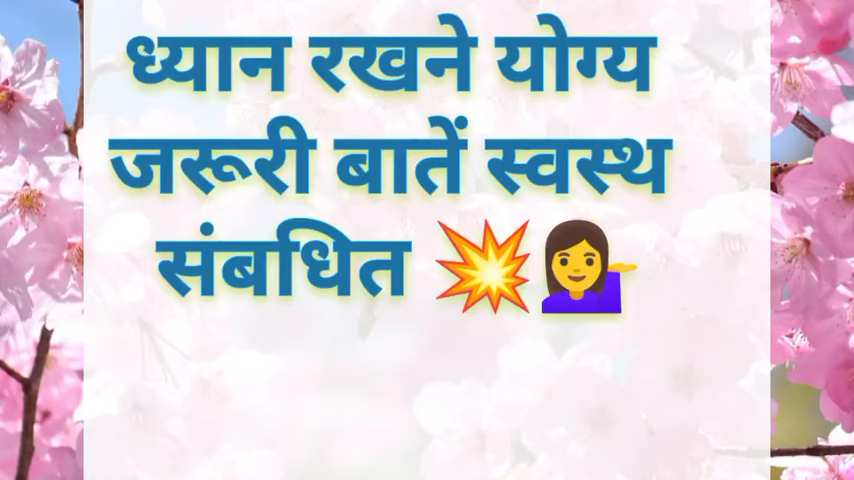 ध्यान रखने योग्य
जरूरी बातें स्वस्थ
संबधित 💥💁‍♀️